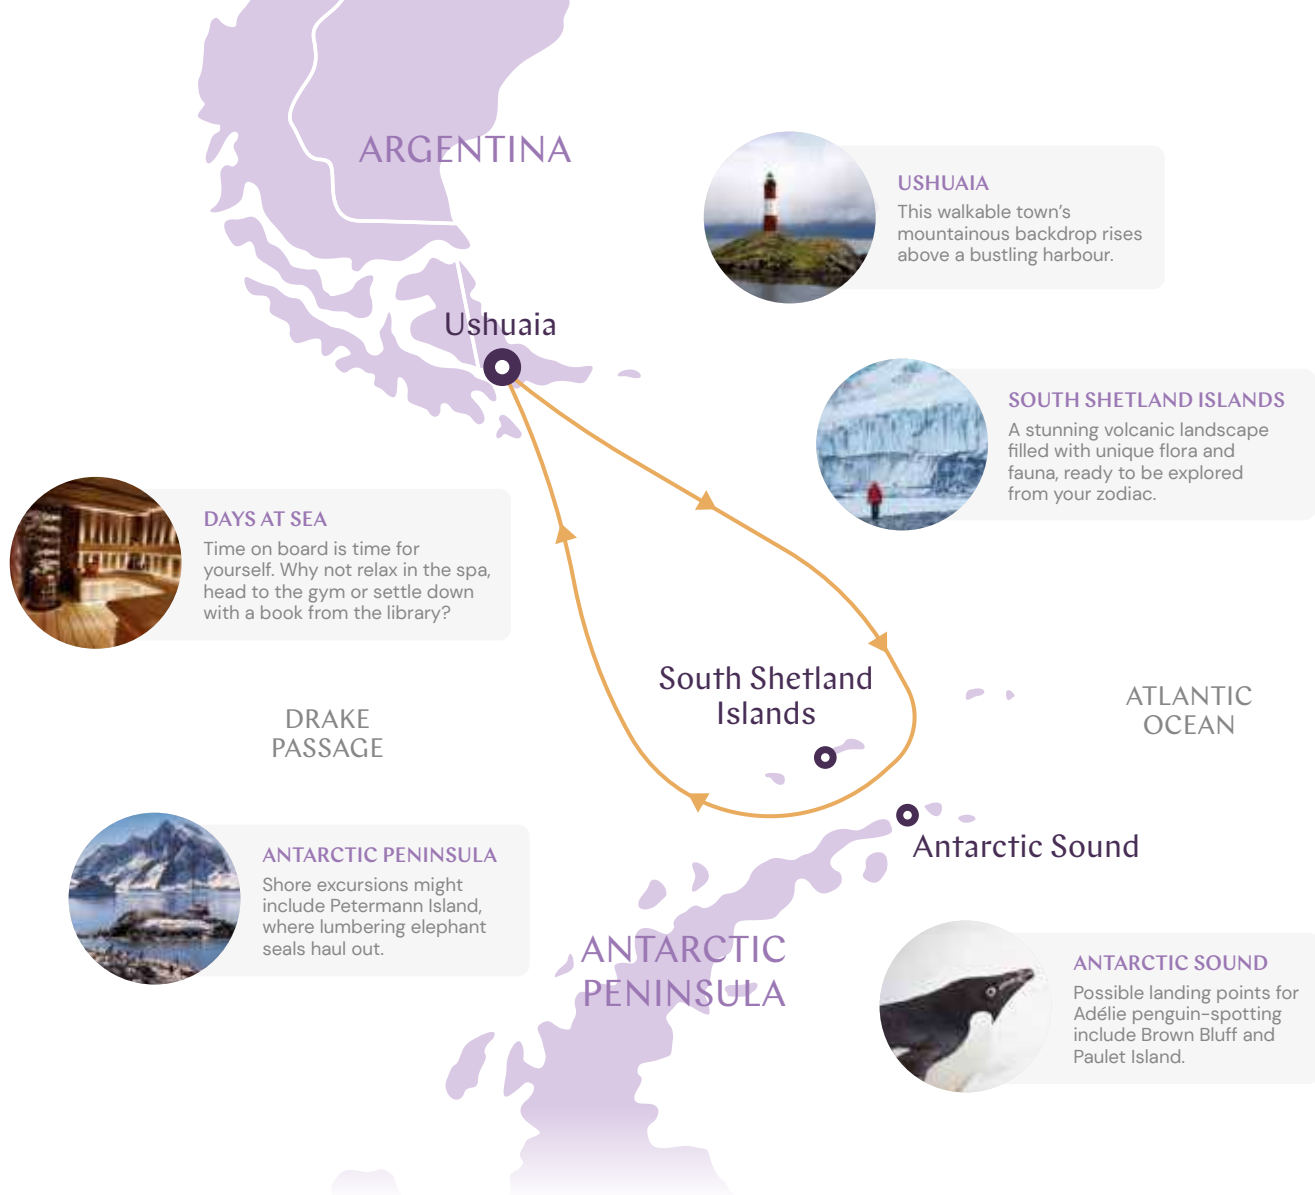 ARGENTINA
USHUAIA
This walkable town's
mountainous backdrop rises
above a bustling harbour.
Ushuaia
SOUTH SHETLAND ISLANDS
A stunning volcanic landscape
filled with unique flora and
fauna, ready to be explored
from your zodiac.
DAYS AT SEA
Time on board is time for
yourself. Why not relax in the spa,
head to the gym or settle down
with a book from the library?
South Shetland
Islands
ATLANTIC
OCEAN
DRAKE
PASSAGE
Antarctic Sound
ANTARCTIC PENINSULA
Shore excursions might
include Petermann Island,
where lumbering elephant
seals haul out.
ANTARCTIC
PENINSULA
ANTARCTIC SOUND
Possible landing points for
Adélie penguin-spotting
include Brown Bluff and
Paulet Island.